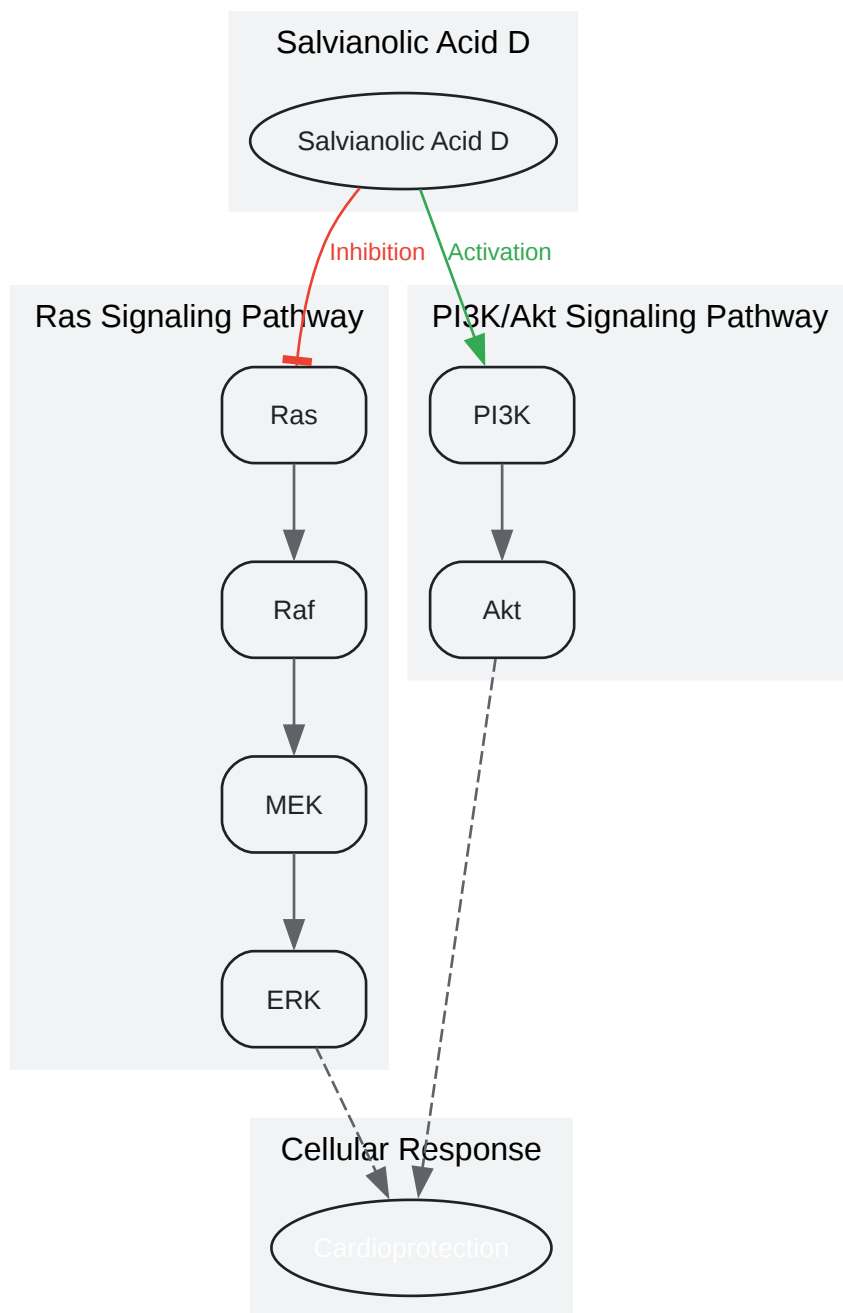 Salvianolic Acid D
Salvianolic Acid D
Inhibition
Activation
Ras Signaling Pathway
PI3K/Akt Signaling Pathway
Ras
PI3K
Raf
Akt
MEK
ERK
Cellular Response
Cardioprotection